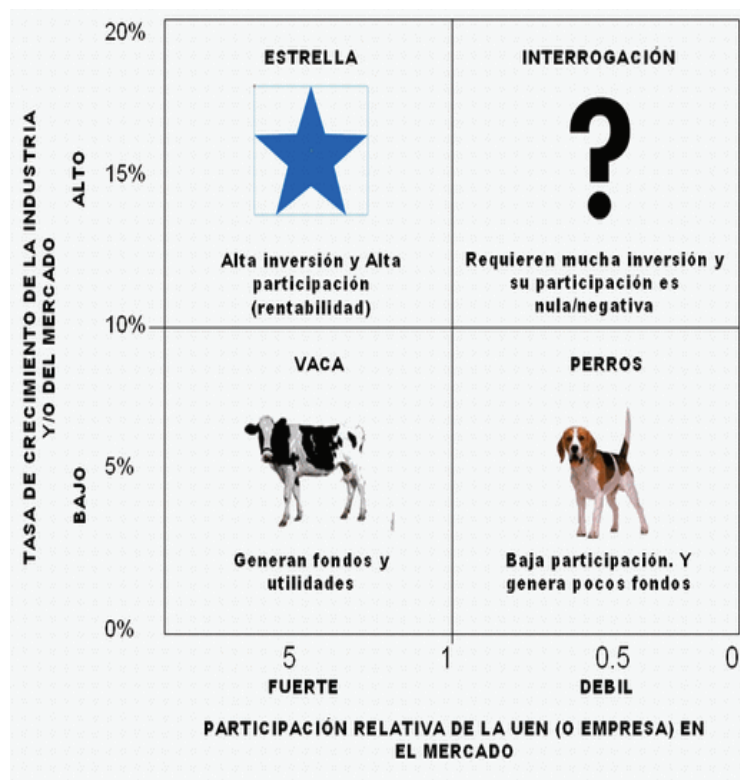 20%
ESTRELLA
INTERROGACIÓN
?
TASA DE CRECIMIENTO DE LA INDUSTRIA
Y/O DEL MERCADO
ALTO
15%
Alta inversión y Alta
participación
(rentabilidad)
Requieren mucha inversión y
su participación es
nula/negativa
10%
VACA
PERROS
BAJO
5%
Generan fondos y
utilidades
Baja participación. Y
genera pocos fondos
0%
5
1
0.5
0
FUERTE
DEBIL
PARTICIPACIÓN RELATIVA DE LA UEN (O EMPRESA) EN
EL MERCADO